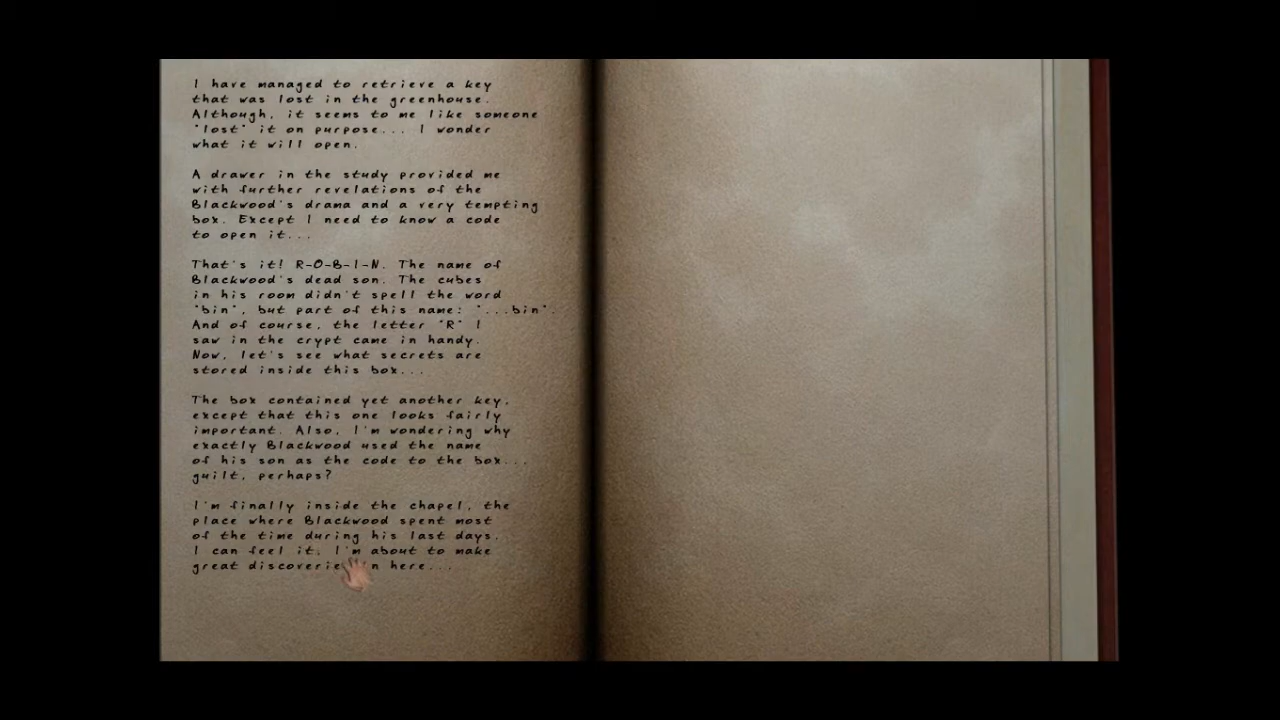 I have managed to retrieve a key
that was lost in the greenhouse.
Although, it seems to me like someone
"lost" it on purpose... I wonder
what it will open.
A drawer in the study provided me
with further revelations of the
Blackwood's drama and a very tempting
box. Except I need to know a code
to open it...
That's it! R-O-B-I-N. The name of
Blackwood's dead son. The cubes
in his room didn't spell the word
"bin", but part of this name: "...bin".
And of course, the letter "R" I
saw in the crypt came in handy.
Now, let's see what secrets are
stored inside this box...
The box contained yet another key,
except that this one looks fairly
important. Also, I'm wondering why
exactly Blackwood used the name
of his son as the code to the box...
guilt, perhaps?
I'm finally inside the chapel, the
place where Blackwood spent most
of the time during his last days.
I can feel it. I'm about to make
great here...